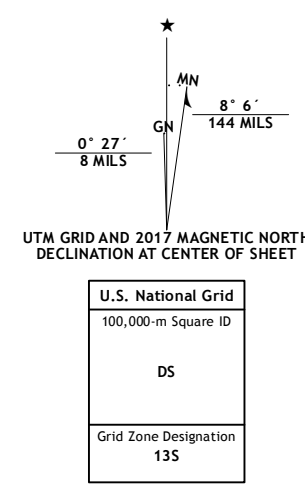 ★
MN
GN
8° 6´
144 MILS
0° 27´
8 MILS
UTM GRID AND 2017 MAGNETIC NORTH
DECLINATION AT CENTER OF SHEET
U.S. National Grid
100,000-m Square ID
DS
Grid Zone Designation
13S